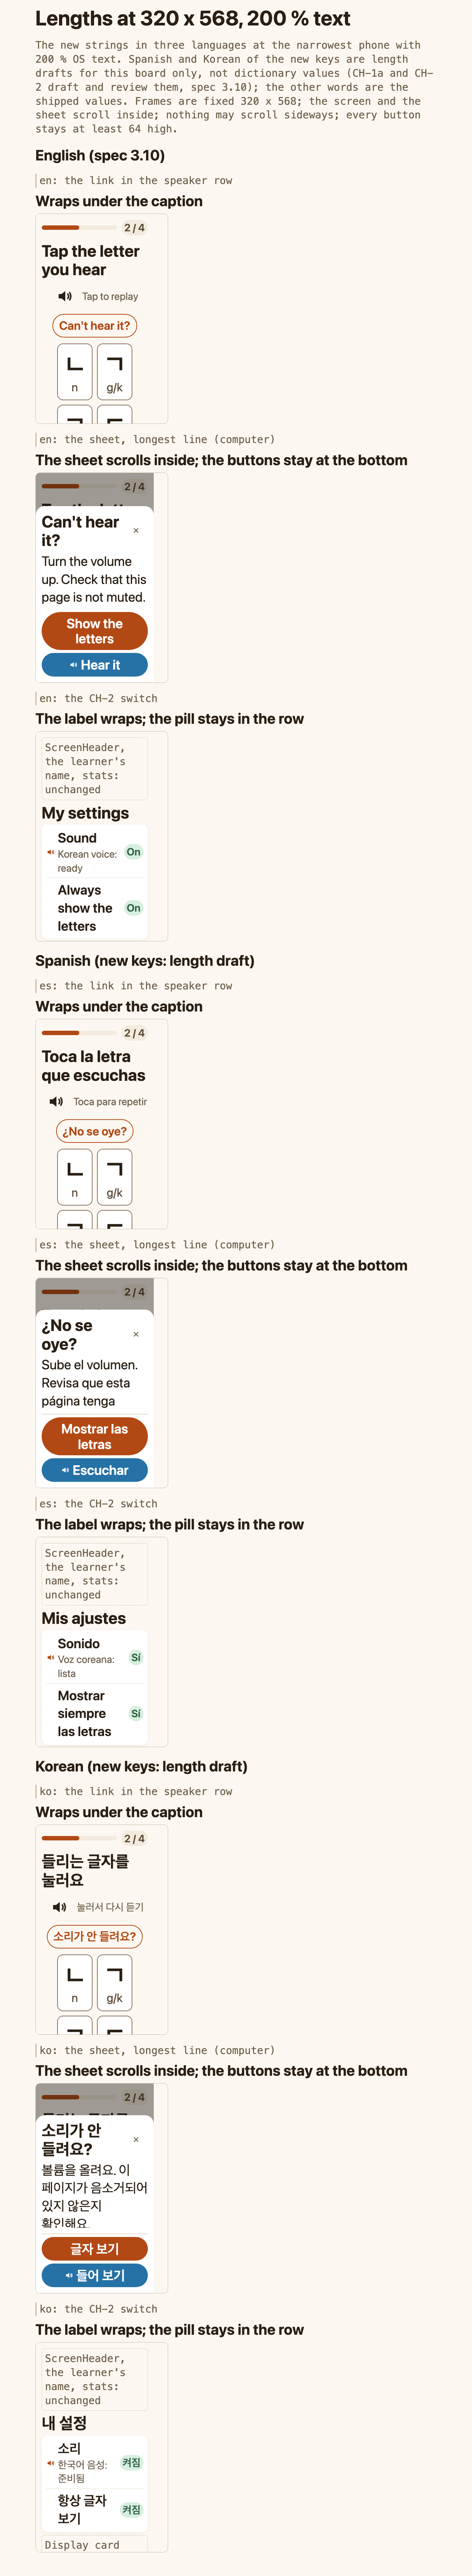 Lengths at 320 x 568, 200 % text
The new strings in three languages at the narrowest phone with
200 % OS text. Spanish and Korean of the new keys are length
drafts for this board only, not dictionary values (CH-1a and CH-
2 draft and review them, spec 3.10); the other words are the
shipped values. Frames are fixed 320 x 568; the screen and the
sheet scroll inside; nothing may scroll sideways; every button
stays at least 64 high.
English (spec 3.10)
en: the link in the speaker row
Wraps under the caption
2/4
Tap the letter
you hear
Tap to replay
Can't hear it?
ㄴ ㄱ
n g/k
en: the sheet, longest line (computer)
The sheet scrolls inside; the buttons stay at the bottom
2/4
Can't hear
it? ×
Turn the volume
up. Check that this
page is not muted.
Show the
letters
Hear it
en: the CH-2 switch
The label wraps; the pill stays in the row
ScreenHeader,
the learner's
name, stats:
unchanged
My settings
Sound
Korean voice:
ready
On
Always
show the
letters
On
Spanish (new keys: length draft)
es: the link in the speaker row
Wraps under the caption
2/4
Toca la letra
que escuchas
Toca para repetir
¿No se oye?
ㄴ ㄱ
n g/k
es: the sheet, longest line (computer)
The sheet scrolls inside; the buttons stay at the bottom
2/4
¿No se
oye? ×
Sube el volumen.
Revisa que esta
página tenga
Mostrar las
letras
Escuchar
es: the CH-2 switch
The label wraps; the pill stays in the row
ScreenHeader,
the learner's
name, stats:
unchanged
Mis ajustes
Sonido
Voz coreana:
lista
Sí
Mostrar
siempre
las letras
Sí
Korean (new keys: length draft)
ko: the link in the speaker row
Wraps under the caption
2/4
들리는 글자를
눌러요
눌러서 다시 듣기
소리가 안 들려요?
ㄴ ㄱ
n g/k
ko: the sheet, longest line (computer)
The sheet scrolls inside; the buttons stay at the bottom
2/4
소리가 안
들려요? ×
볼륨을 올려요. 이
페이지가 음소거되어
있지 않은지
확인해요.
글자 보기
들어 보기
ko: the CH-2 switch
The label wraps; the pill stays in the row
ScreenHeader,
the learner's
name, stats:
unchanged
내 설정
소리
한국어 음성:
준비됨
켜짐
항상 글자
보기
켜짐
Display card